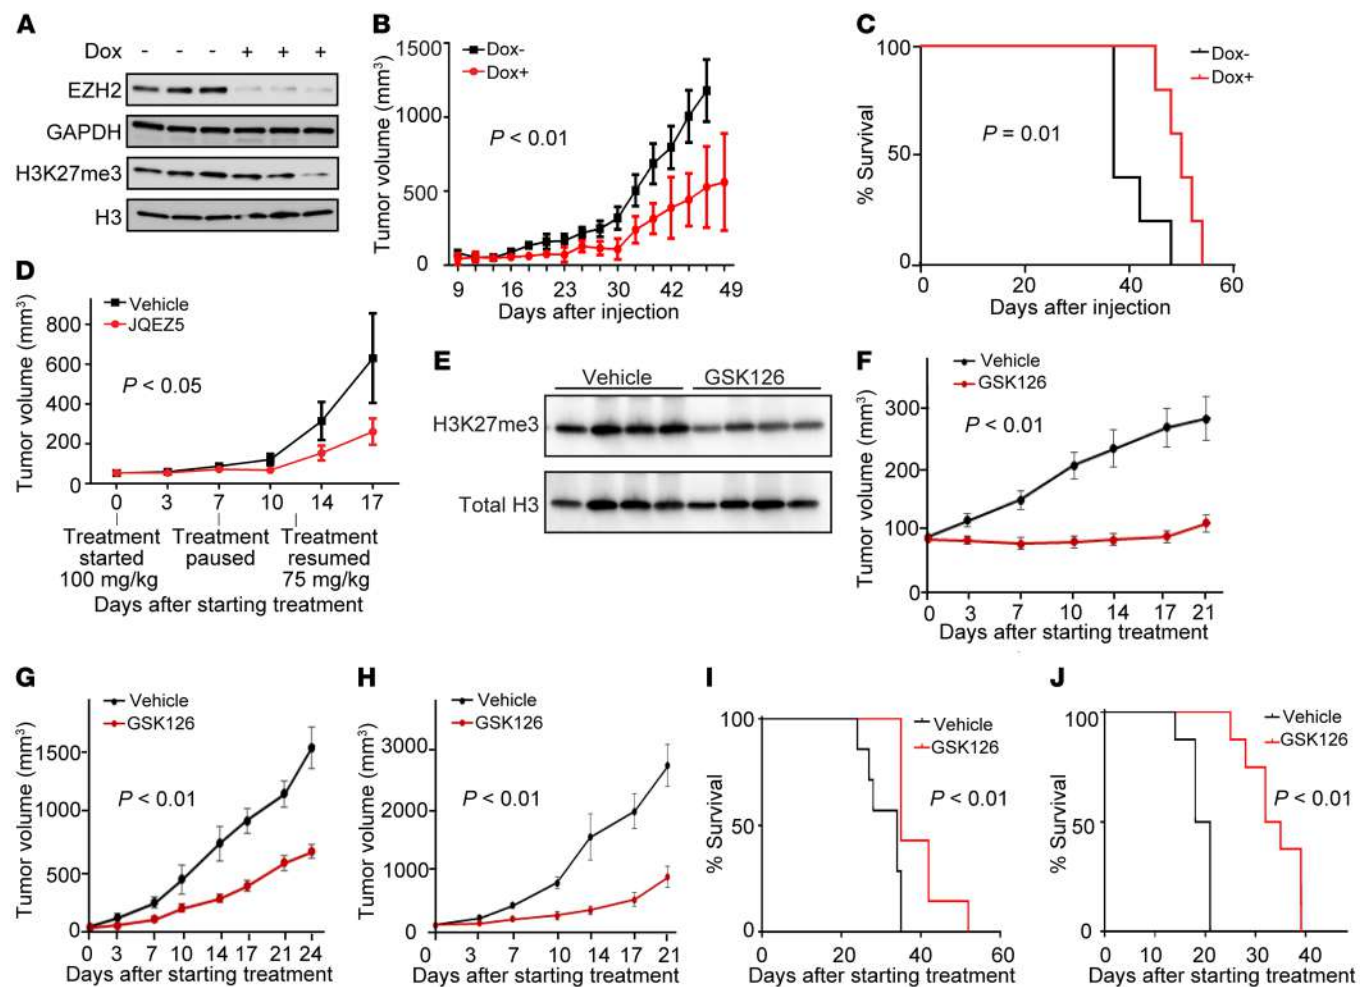 A
Dox - - - + + +
EZH2
GAPDH
H3K27me3
H3
B
Tumor volume (mm³)
1500
1000
500
0
Dox-
Dox+
P < 0.01
9 16 23 30 42 49
Days after injection
C
% Survival
100
50
0
Dox-
Dox+
P = 0.01
0 20 40 60
Days after injection
D
Tumor volume (mm³)
800
600
400
200
0
Vehicle
JQEZ5
P < 0.05
0 3 7 10 14 17
Treatment Treatment Treatment
started paused resumed
100 mg/kg 75 mg/kg
Days after starting treatment
E
Vehicle GSK126
H3K27me3
Total H3
F
Tumor volume (mm³)
300
200
100
0
Vehicle
GSK126
P < 0.01
0 3 7 10 14 17 21
Days after starting treatment
G
Tumor volume (mm³)
1500
1000
500
0
Vehicle
GSK126
P < 0.01
0 3 7 10 14 17 21 24
Days after starting treatment
H
Tumor volume (mm³)
3000
2000
1000
0
Vehicle
GSK126
P < 0.01
0 3 7 10 14 17 21
Days after starting treatment
I
% Survival
100
50
0
Vehicle
GSK126
P < 0.01
0 20 40 60
Days after starting treatment
J
% Survival
100
50
0
Vehicle
GSK126
P < 0.01
0 10 20 30 40
Days after starting treatment